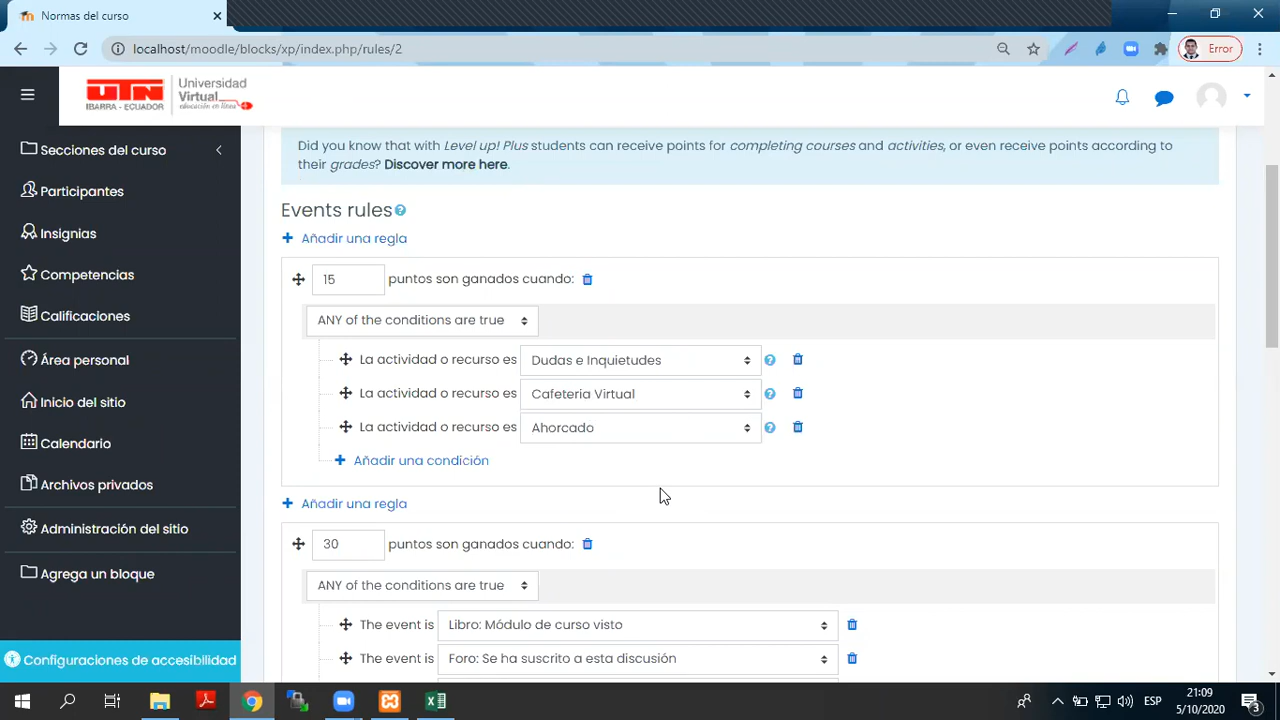 Normas del curso
localhost/moodle/blocks/xp/index.php/rules/2
Error
UTN
IBARRA - ECUADOR
Universidad
Virtual
educación en línea
Secciones del curso
Participantes
Insignias
Competencias
Calificaciones
Área personal
Inicio del sitio
Calendario
Archivos privados
Administración del sitio
Agrega un bloque
Configuraciones de accesibilidad
Did you know that with Level up! Plus students can receive points for completing courses and activities, or even receive points according to
their grades? Discover more here.
Events rules
Añadir una regla
15 puntos son ganados cuando:
ANY of the conditions are true
La actividad o recurso es Dudas e Inquietudes
La actividad o recurso es Cafeteria Virtual
La actividad o recurso es Ahorcado
Añadir una condición
Añadir una regla
30 puntos son ganados cuando:
ANY of the conditions are true
The event is Libro: Módulo de curso visto
The event is Foro: Se ha suscrito a esta discusión
ESP
21:09
5/10/2020
3